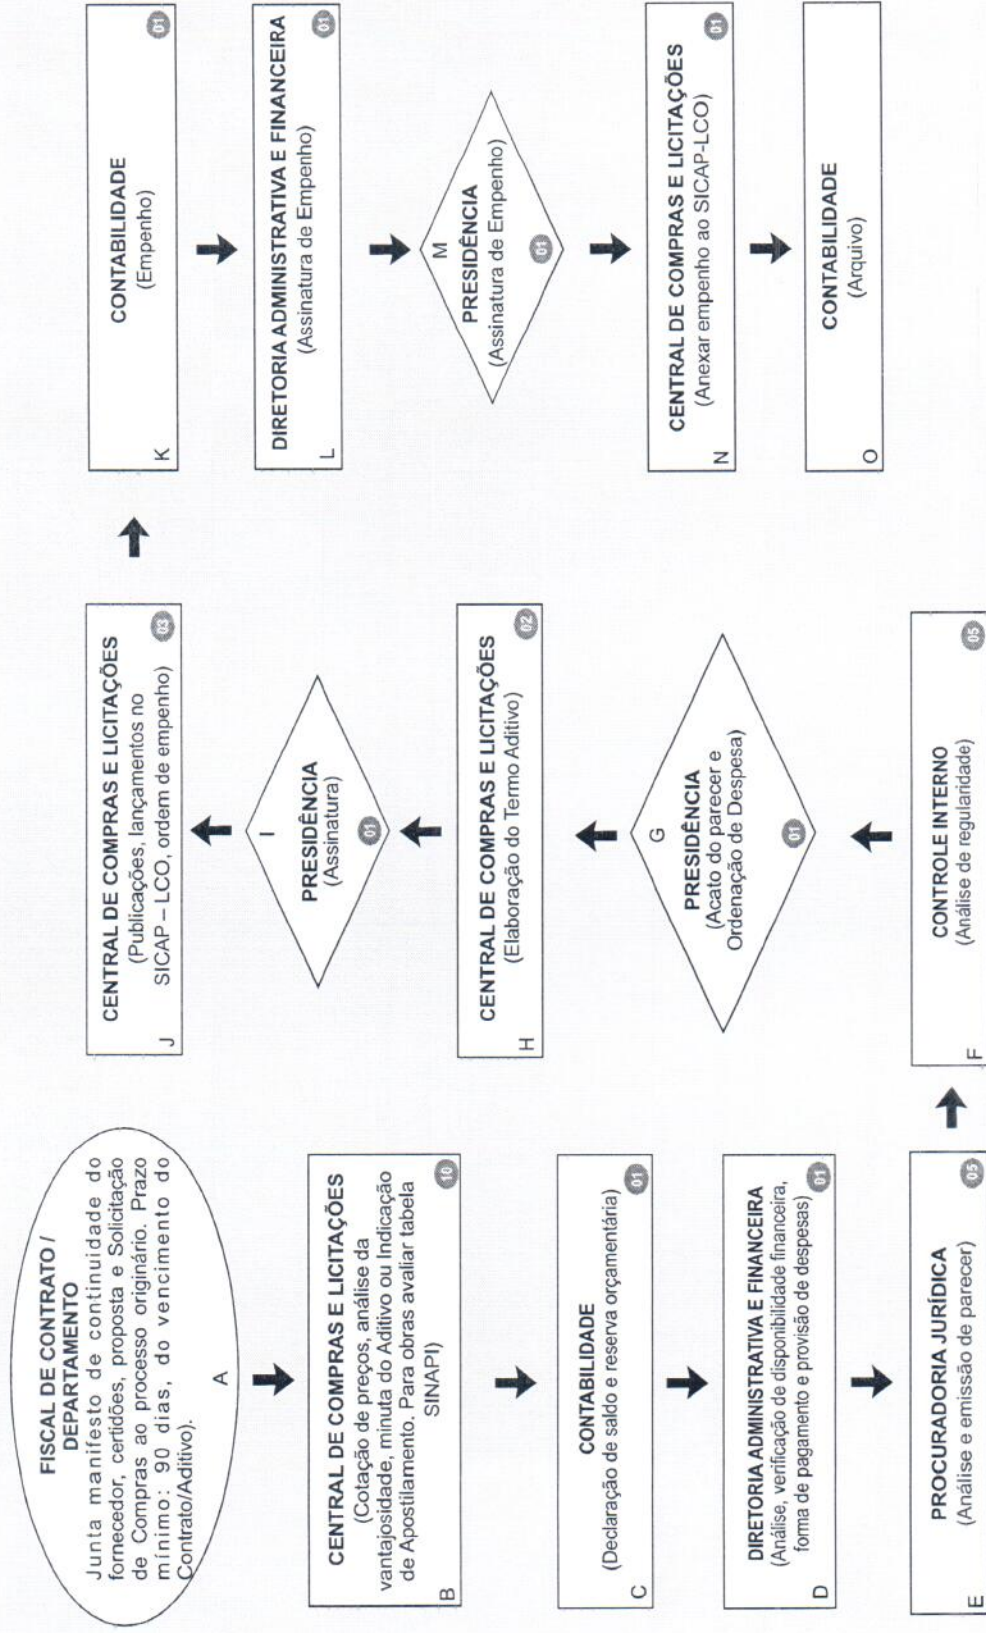 FISCAL DE CONTRATO /
DEPARTAMENTO
Junta manifesto de continuidade do
fornecedor, certidões, proposta e Solicitação
de Compras ao processo originário. Prazo
mínimo: 90 dias, do vencimento do
Contrato/Aditivo).
A
CENTRAL DE COMPRAS E LICITAÇÕES
(Cotação de preços, análise da
vantajosidade, minuta do Aditivo ou Indicação
de Apostilamento. Para obras avaliar tabela
SINAPI)
B
10
CONTABILIDADE
(Declaração de saldo e reserva orçamentária)
C
01
DIRETORIA ADMINISTRATIVA E FINANCEIRA
(Análise, verificação de disponibilidade financeira,
forma de pagamento e provisão de despesas)
D
01
PROCURADORIA JURÍDICA
(Análise e emissão de parecer)
E
05
CONTROLE INTERNO
(Análise de regularidade)
F
05
G
PRESIDÊNCIA
(Acato do parecer e
Ordenação de Despesa)
01
CENTRAL DE COMPRAS E LICITAÇÕES
(Elaboração do Termo Aditivo)
H
02
I
PRESIDÊNCIA
(Assinatura)
01
CENTRAL DE COMPRAS E LICITAÇÕES
(Publicações, lançamentos no
SICAP – LCO, ordem de empenho)
J
03
CONTABILIDADE
(Empenho)
K
01
DIRETORIA ADMINISTRATIVA E FINANCEIRA
(Assinatura de Empenho)
L
01
M
PRESIDÊNCIA
(Assinatura de Empenho)
01
CENTRAL DE COMPRAS E LICITAÇÕES
(Anexar empenho ao SICAP-LCO)
N
01
CONTABILIDADE
(Arquivo)
O